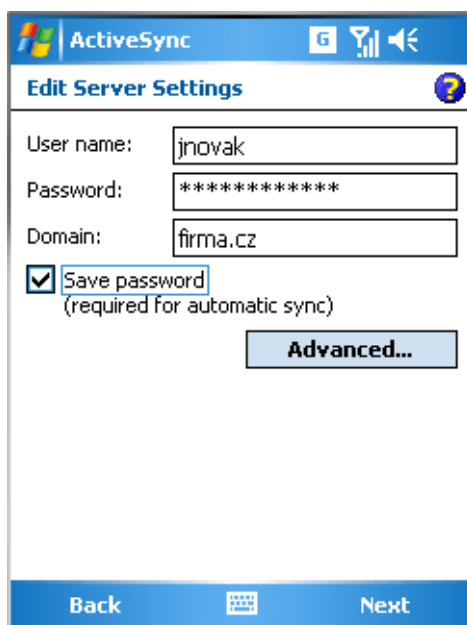 ActiveSync G
Edit Server Settings ?
User name: jnovak
Password: ************
Domain: firma.cz
Save password
(required for automatic sync)
Advanced...
Back Next